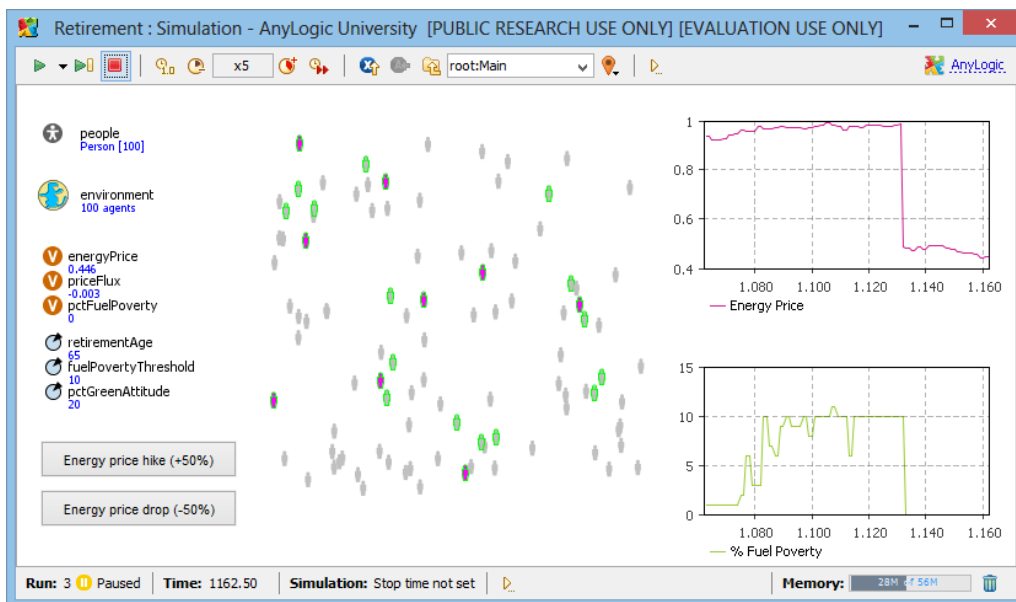 Retirement : Simulation - AnyLogic University [PUBLIC RESEARCH USE ONLY] [EVALUATION USE ONLY]
x5 root:Main AnyLogic
people
Person [100]
environment
100 agents
energyPrice
0.446
priceFlux
-0.003
pctFuelPoverty
0
retirementAge
65
fuelPovertyThreshold
10
pctGreenAttitude
20
Energy price hike (+50%)
Energy price drop (-50%)
1
0.8
0.6
0.4
1.080 1.100 1.120 1.140 1.160
Energy Price
15
10
5
0
1.080 1.100 1.120 1.140 1.160
% Fuel Poverty
Run: 3 Paused Time: 1162.50 Simulation: Stop time not set Memory: 28M of 56M